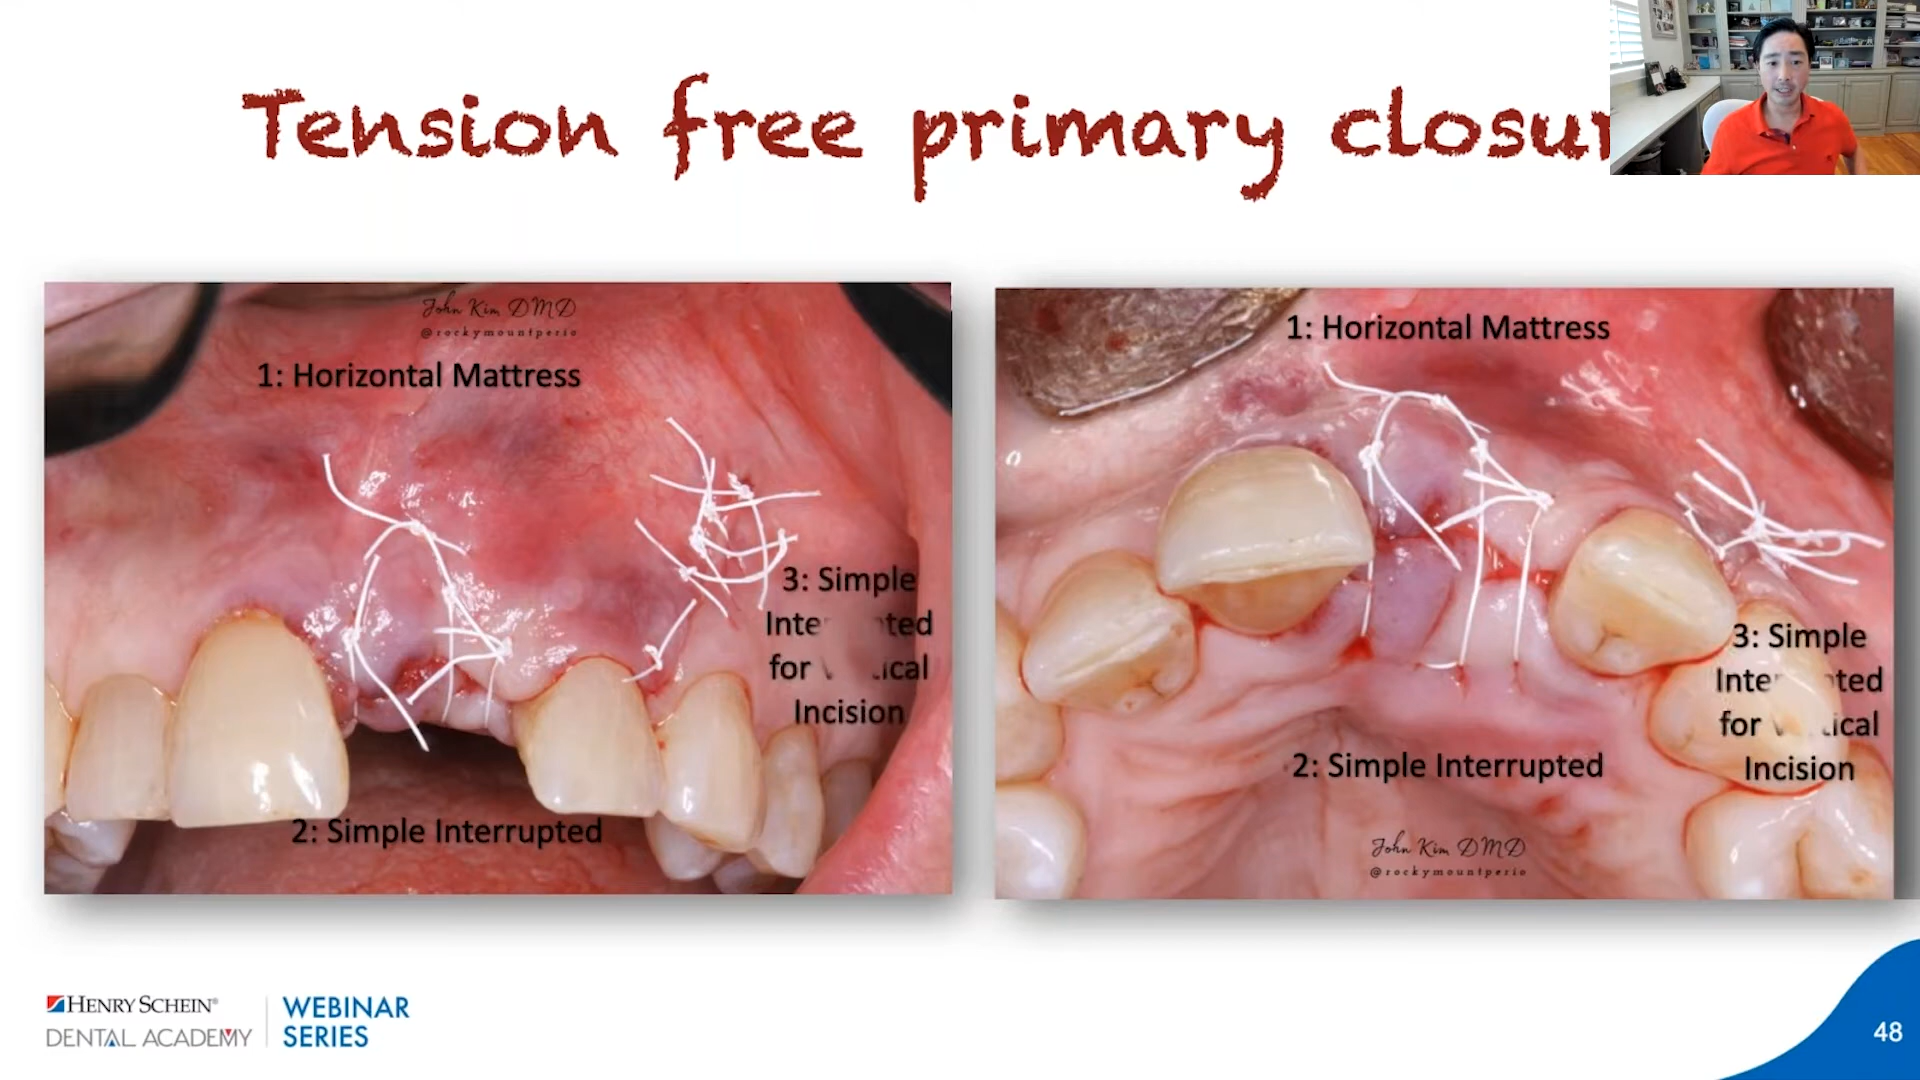 Tension free primary closur
John Kim DMD
@rockymountperio
1: Horizontal Mattress
3: Simple
Inte ted
for ical
Incision
2: Simple Interrupted
1: Horizontal Mattress
3: Simple
Inte ted
for ical
Incision
2: Simple Interrupted
John Kim DMD
@rockymountperio
HENRY SCHEIN®
DENTAL ACADEMY
WEBINAR
SERIES
48